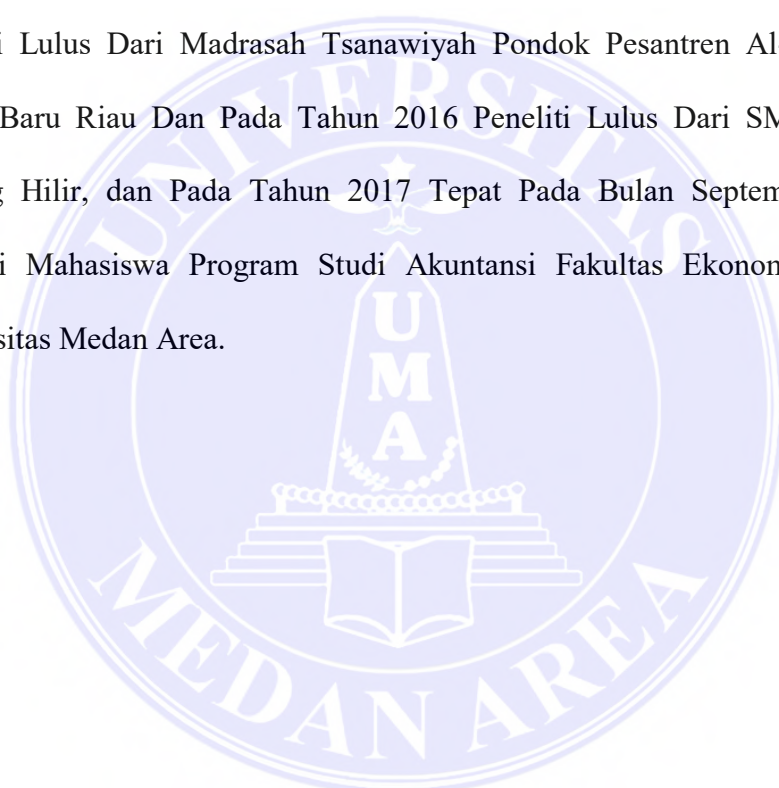 i Lulus Dari Madrasah Tsanawiyah Pondok Pesantren Al
Baru Riau Dan Pada Tahun 2016 Peneliti Lulus Dari SM
g Hilir, dan Pada Tahun 2017 Tepat Pada Bulan Septem
i Mahasiswa Program Studi Akuntansi Fakultas Ekonom
sitas Medan Area.
UNIVERSITAS
U
M
A
MEDAN AREA